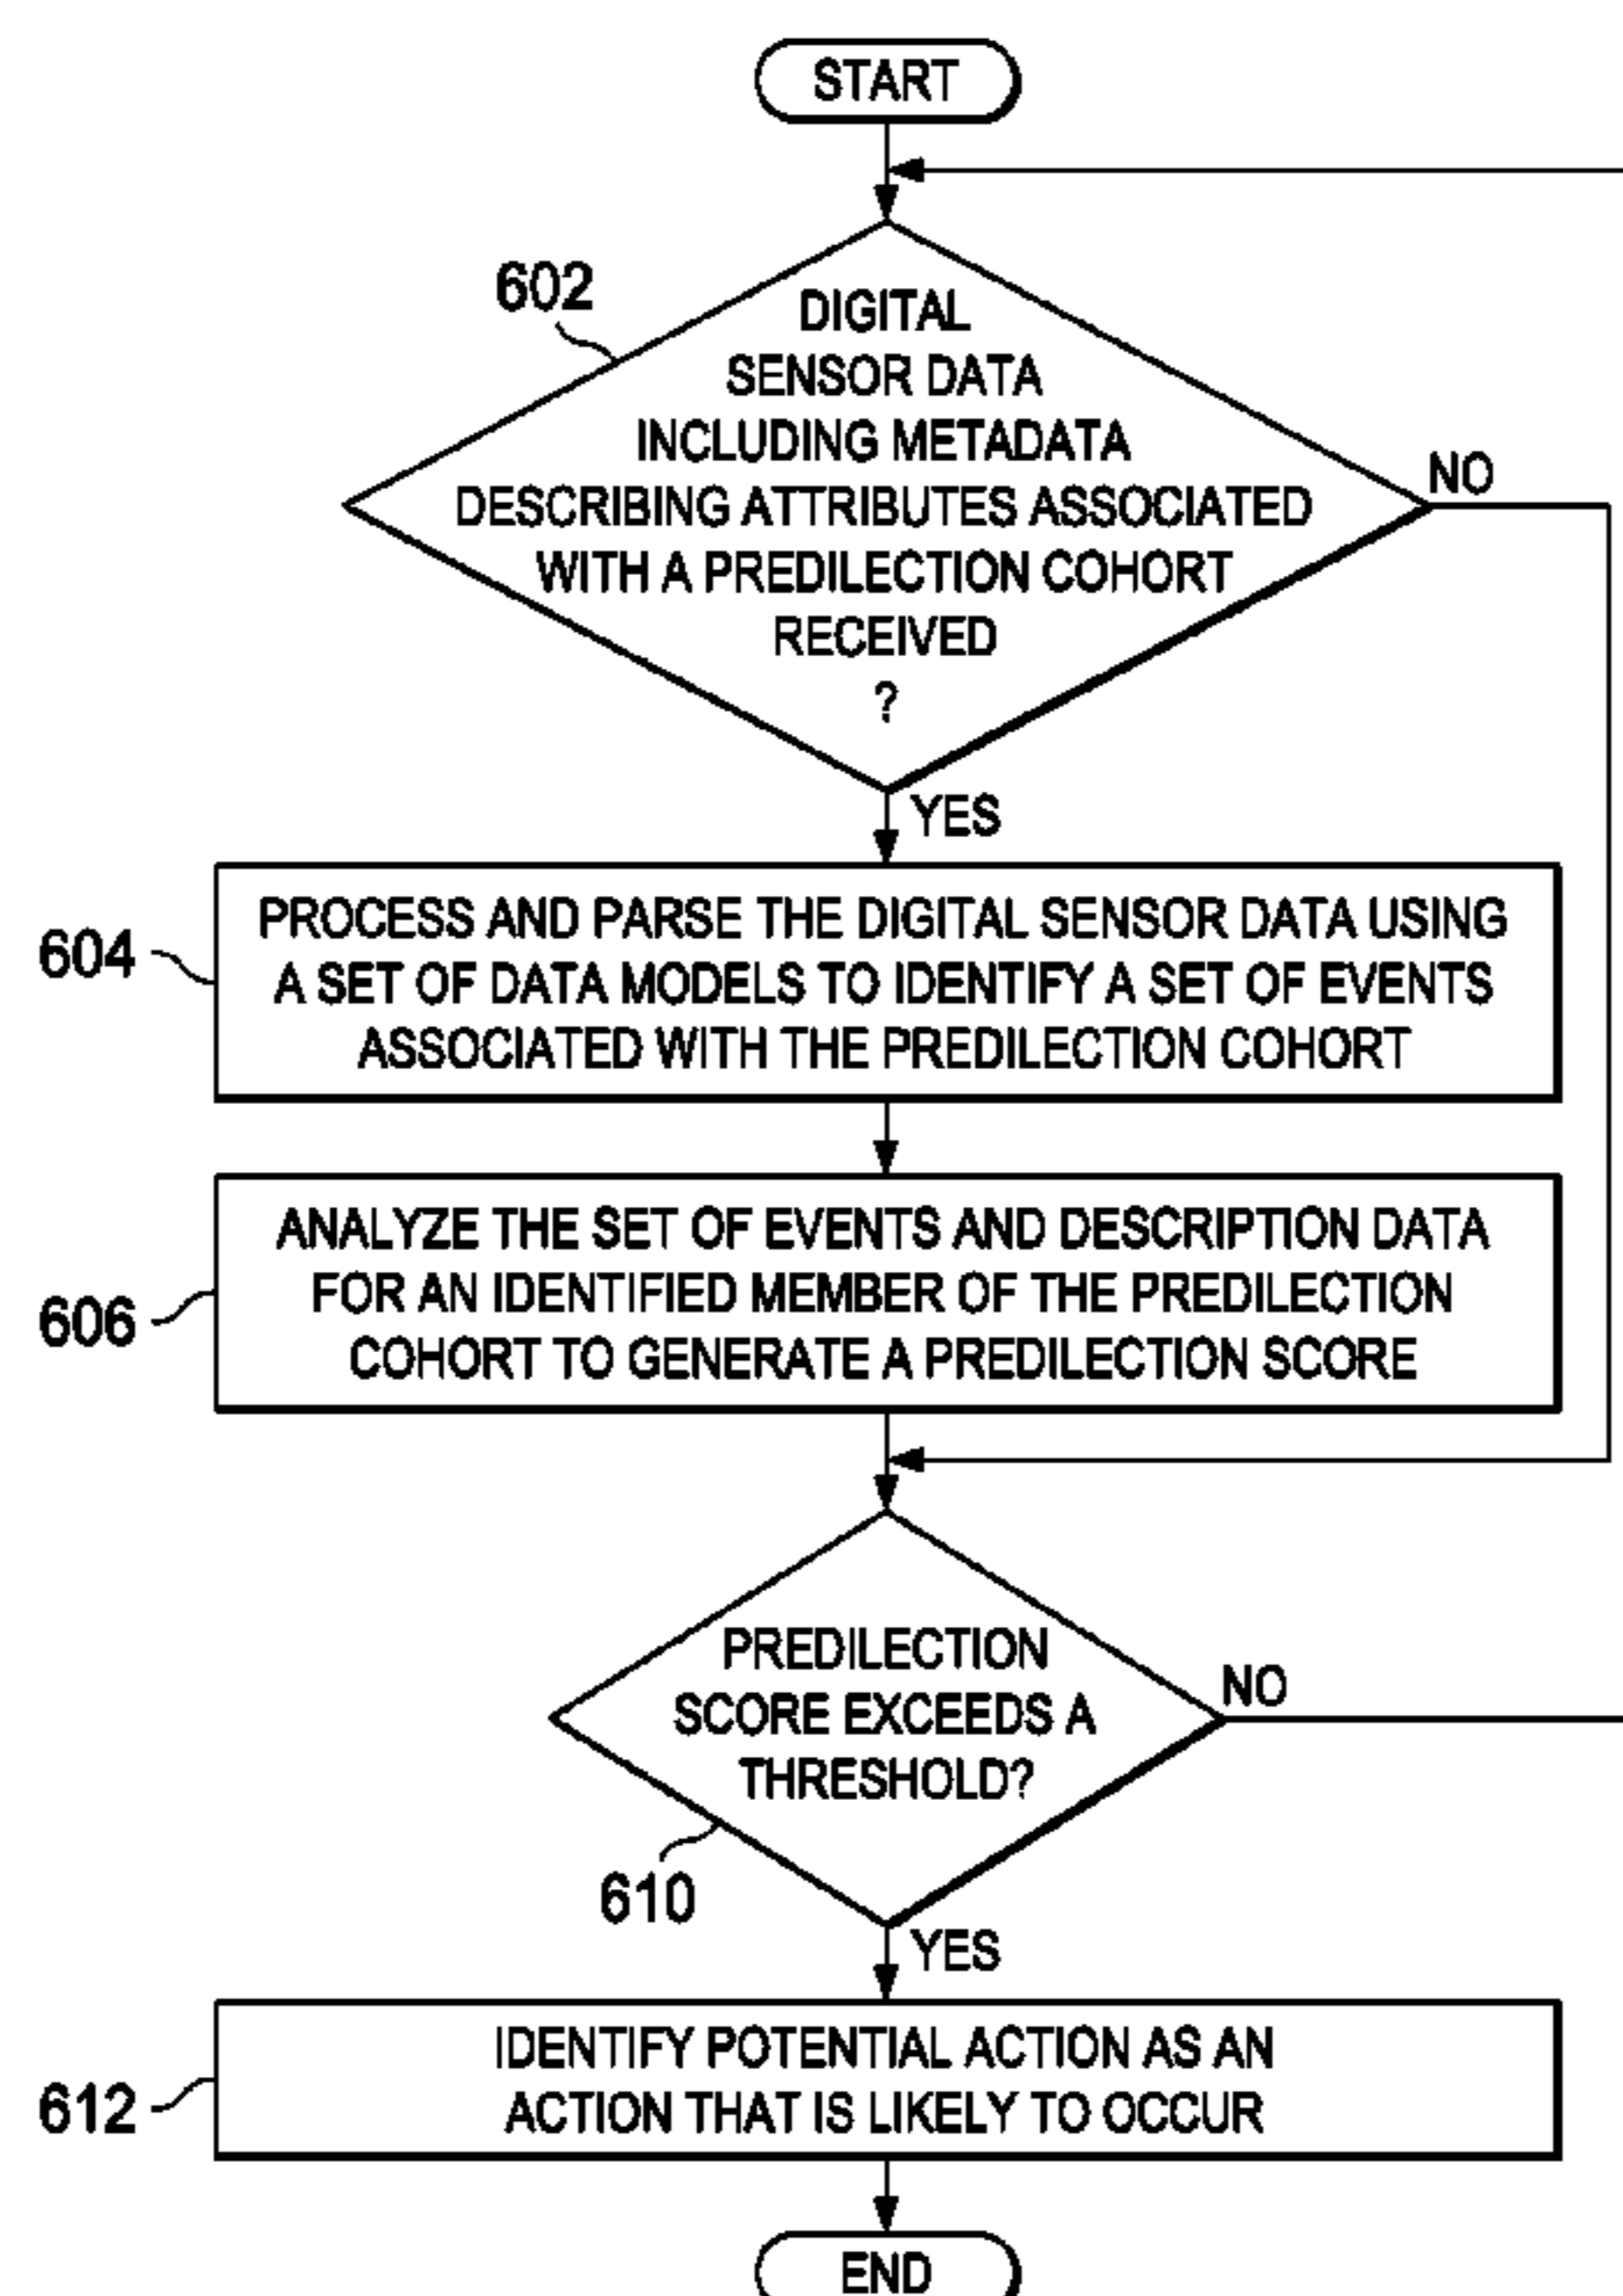 START
602
DIGITAL
SENSOR DATA
INCLUDING METADATA
DESCRIBING ATTRIBUTES ASSOCIATED
WITH A PREDILECTION COHORT
RECEIVED
?
NO
YES
604
PROCESS AND PARSE THE DIGITAL SENSOR DATA USING
A SET OF DATA MODELS TO IDENTIFY A SET OF EVENTS
ASSOCIATED WITH THE PREDILECTION COHORT
606
ANALYZE THE SET OF EVENTS AND DESCRIPTION DATA
FOR AN IDENTIFIED MEMBER OF THE PREDILECTION
COHORT TO GENERATE A PREDILECTION SCORE
PREDILECTION
SCORE EXCEEDS A
THRESHOLD?
NO
610
YES
612
IDENTIFY POTENTIAL ACTION AS AN
ACTION THAT IS LIKELY TO OCCUR
END